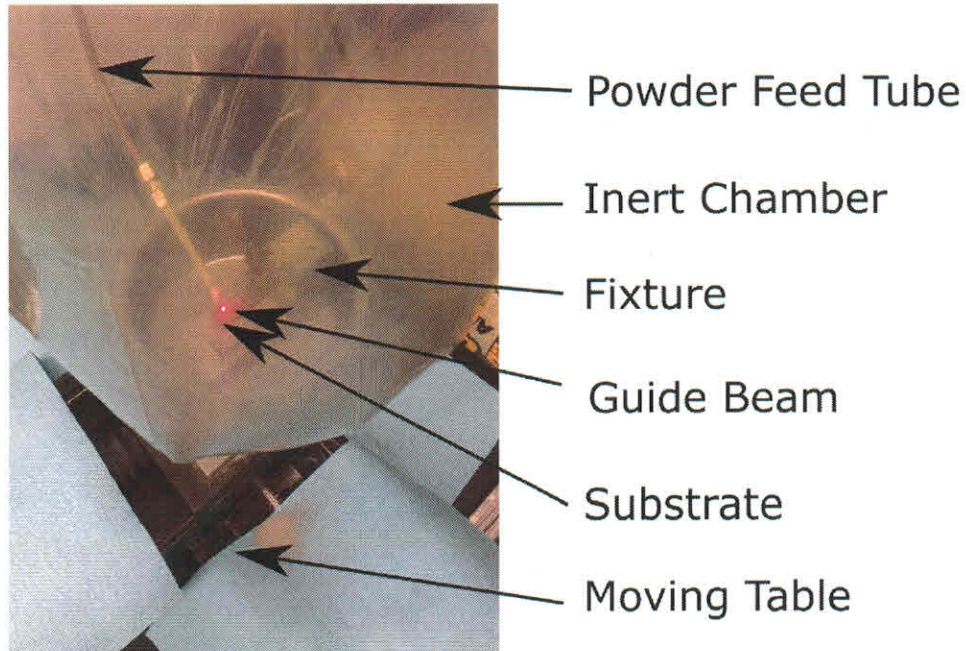 Powder Feed Tube
Inert Chamber
Fixture
Guide Beam
Substrate
Moving Table